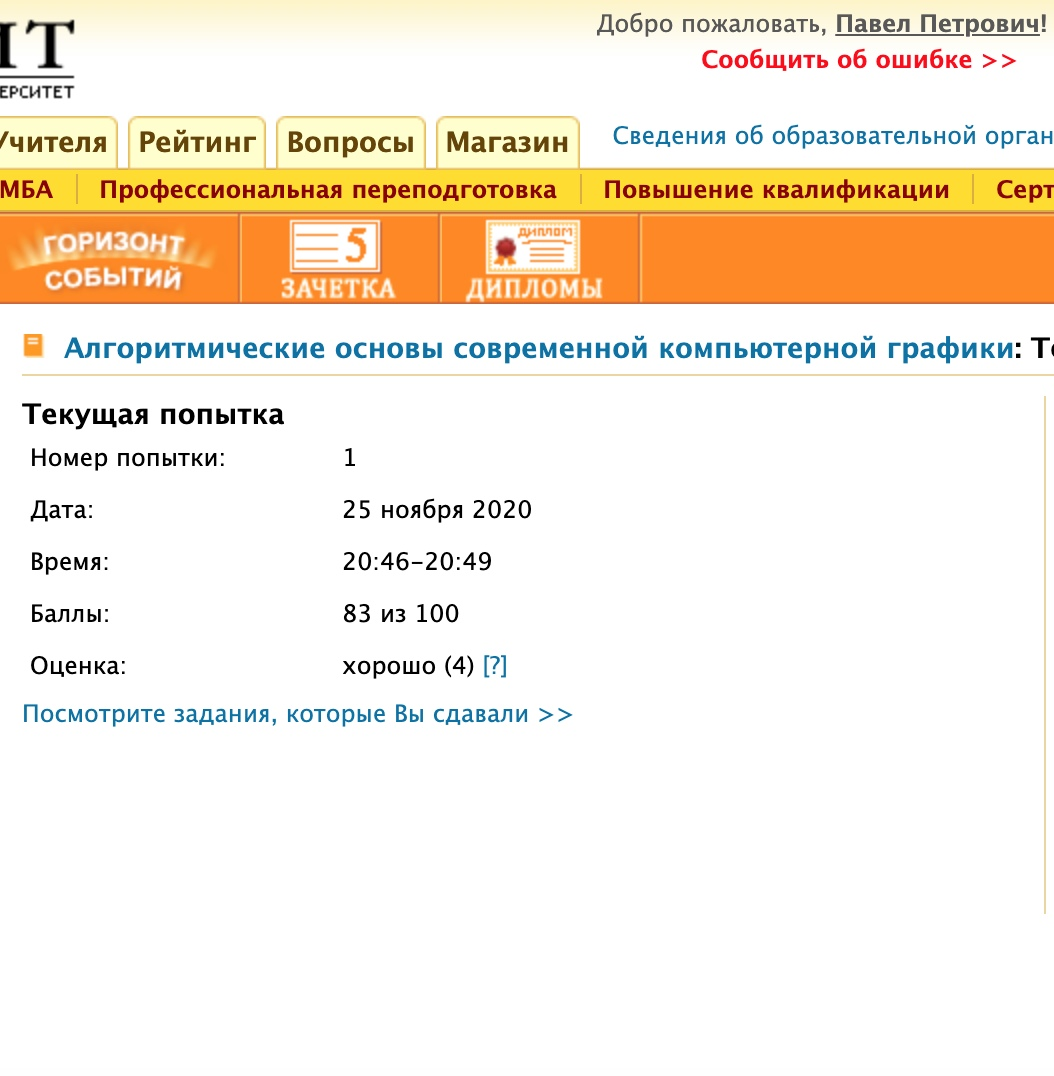 Добро пожаловать, Павел Петрович!
Сообщить об ошибке >>
ИТ
ЕРСИТЕТ
Учителя Рейтинг Вопросы Магазин Сведения об образовательной орган
МБА Профессиональная переподготовка Повышение квалификации Серт
ГОРИЗОНТ СОБЫТИЙ
5
ЗАЧЕТКА
ДИПЛОМ
ДИПЛОМЫ
Алгоритмические основы современной компьютерной графики: Те
Текущая попытка
Номер попытки: 1
Дата: 25 ноября 2020
Время: 20:46-20:49
Баллы: 83 из 100
Оценка: хорошо (4) [?]
Посмотрите задания, которые Вы сдавали >>